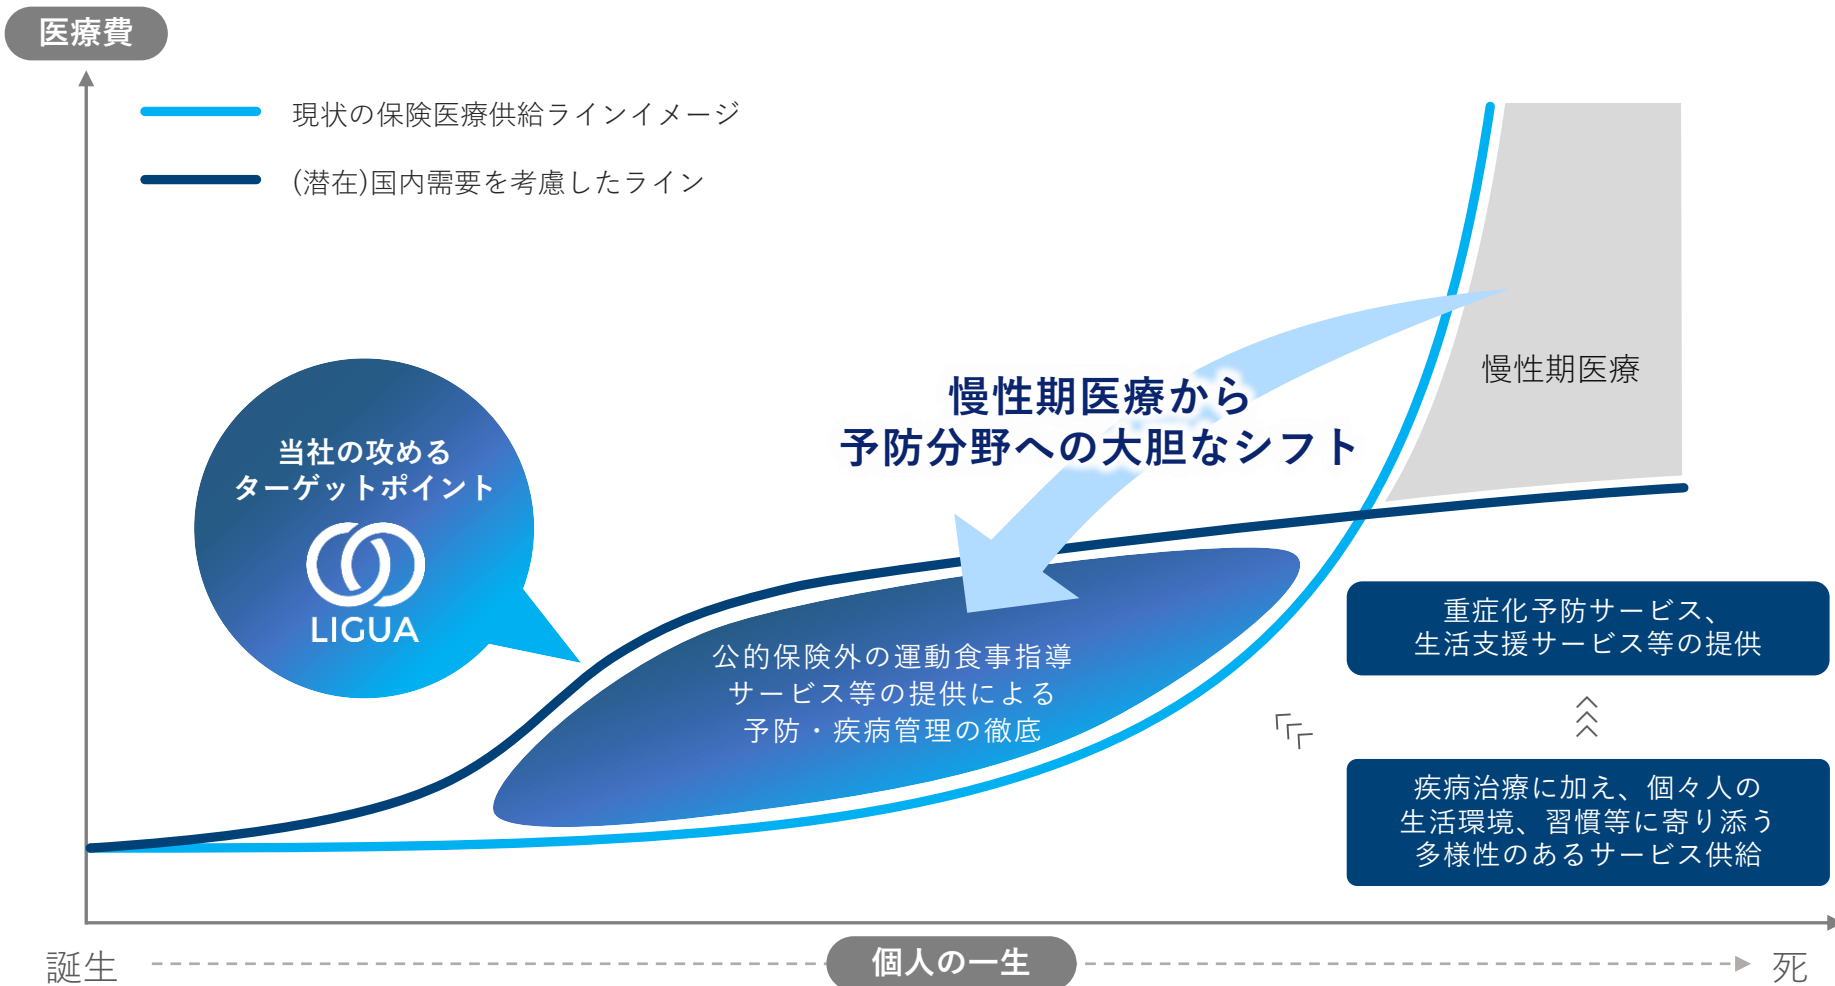 医療費
現状の保険医療供給ラインイメージ
(潜在)国内需要を考慮したライン
慢性期医療
慢性期医療から
予防分野への大胆なシフト
当社の攻める
ターゲットポイント
LIGUA
公的保険外の運動食事指導
サービス等の提供による
予防・疾病管理の徹底
重症化予防サービス、
生活支援サービス等の提供
疾病治療に加え、個々人の
生活環境、習慣等に寄り添う
多様性のあるサービス供給
誕生
個人の一生
死